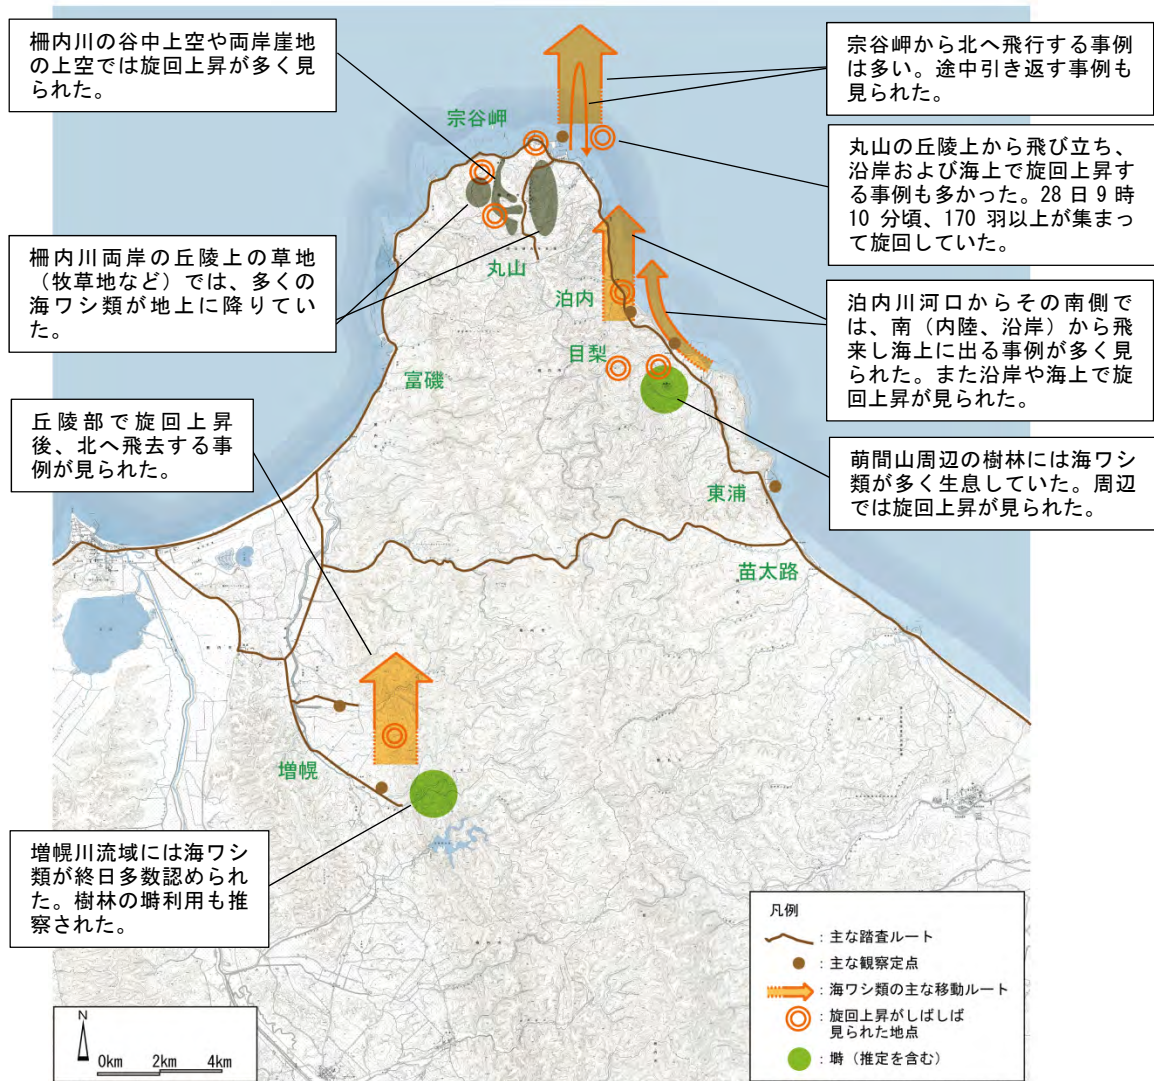 柵内川の谷中上空や両岸崖地
の上空では旋回上昇が多く見
られた。
宗谷岬から北へ飛行する事例
は多い。途中引き返す事例も
見られた。
宗谷岬
丸山の丘陵上から飛び立ち、
沿岸および海上で旋回上昇す
る事例も多かった。28 日 9 時
10 分頃、170 羽以上が集まっ
て旋回していた。
柵内川両岸の丘陵上の草地
（牧草地など）では、多くの
海ワシ類が地上に降りてい
た。
丸山
泊内
泊内川河口からその南側で
は、南（内陸、沿岸）から飛
来し海上に出る事例が多く見
られた。また沿岸や海上で旋
回上昇が見られた。
目梨
富磯
丘陵部で旋回上昇
後、北へ飛去する事
例が見られた。
萌間山周辺の樹林には海ワシ
類が多く生息していた。周辺
では旋回上昇が見られた。
東浦
苗太路
増幌
増幌川流域には海ワシ
類が終日多数認められ
た。樹林の塒利用も推
察された。
凡例
：主な踏査ルート
：主な観察定点
：海ワシ類の主な移動ルート
：旋回上昇がしばしば
見られた地点
：塒（推定を含む）
N
0km 2km 4km